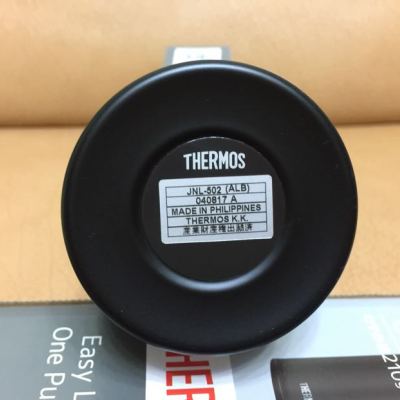 THERMOS
JNL-502 (ALB)
040817 A
MADE IN PHILIPPINES
THERMOS K.K.
産業財産権出願済
Easy L
One Pu
THER